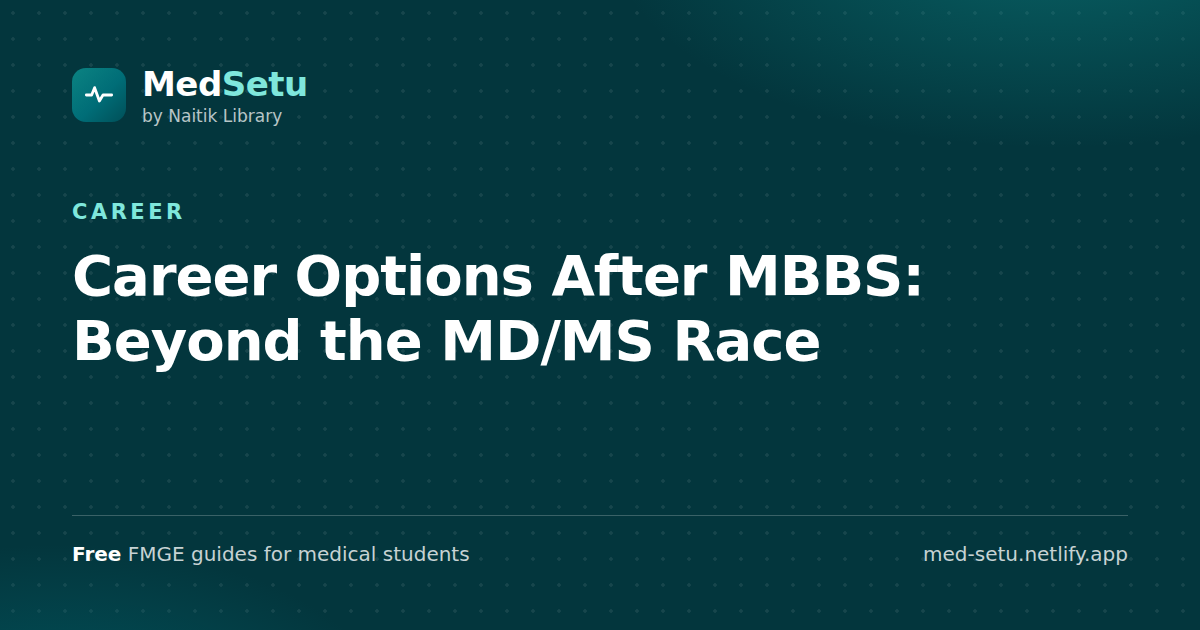 MedSetu
by Naitik Library
CAREER
Career Options After MBBS:
Beyond the MD/MS Race
Free FMGE guides for medical students
med-setu.netlify.app